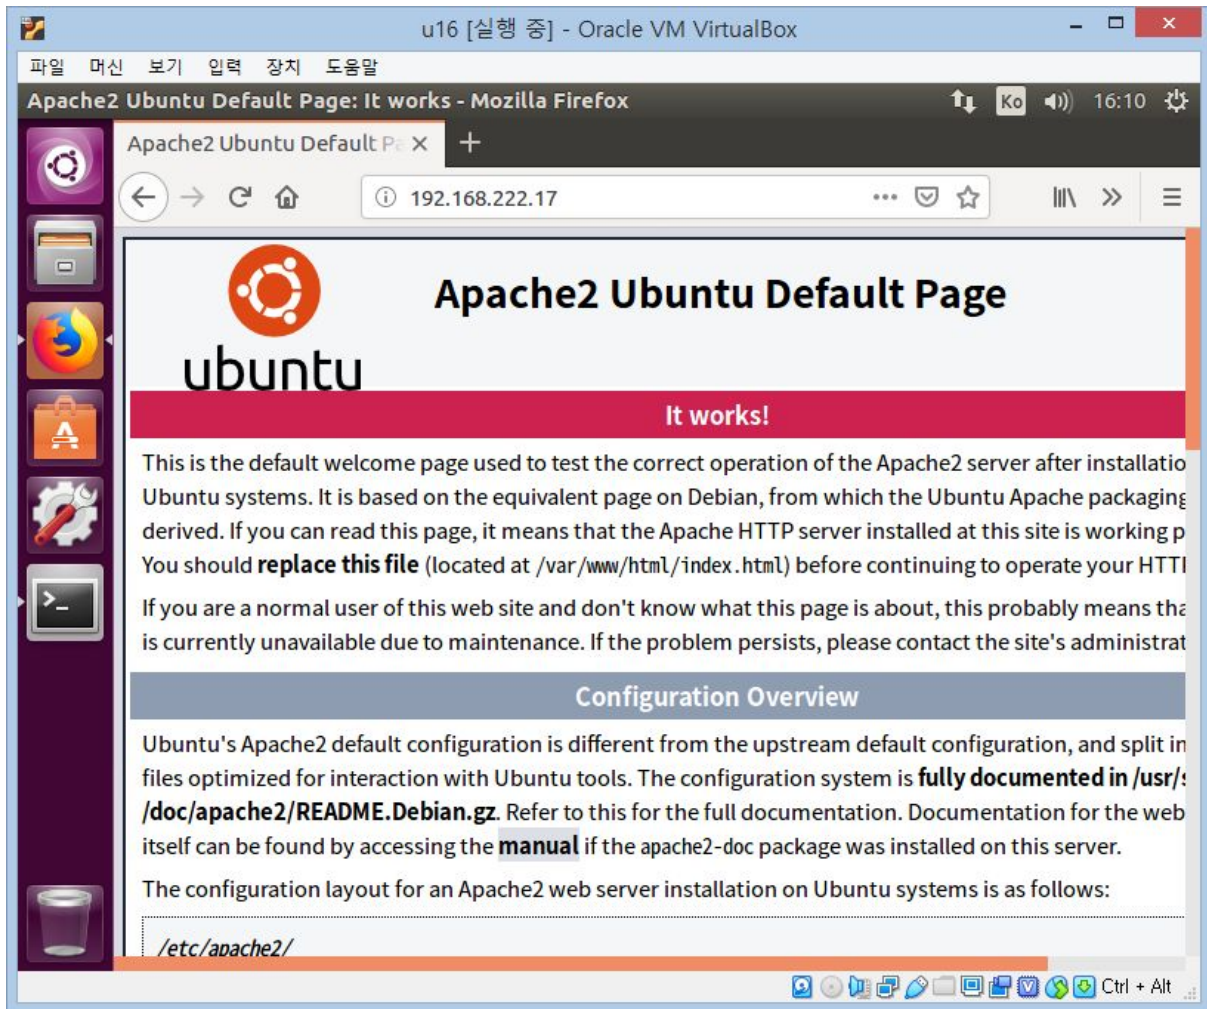 u16 [실행 중] - Oracle VM VirtualBox
파일 머신 보기 입력 장치 도움말
Apache2 Ubuntu Default Page: It works - Mozilla Firefox Ko 16:10
Apache2 Ubuntu Default Pa
192.168.222.17
ubuntu
Apache2 Ubuntu Default Page
It works!
This is the default welcome page used to test the correct operation of the Apache2 server after installatio
Ubuntu systems. It is based on the equivalent page on Debian, from which the Ubuntu Apache packaging
derived. If you can read this page, it means that the Apache HTTP server installed at this site is working p
You should replace this file (located at /var/www/html/index.html) before continuing to operate your HTTP
If you are a normal user of this web site and don't know what this page is about, this probably means tha
is currently unavailable due to maintenance. If the problem persists, please contact the site's administrat
Configuration Overview
Ubuntu's Apache2 default configuration is different from the upstream default configuration, and split in
files optimized for interaction with Ubuntu tools. The configuration system is fully documented in /usr/s
/doc/apache2/README.Debian.gz. Refer to this for the full documentation. Documentation for the web
itself can be found by accessing the manual if the apache2-doc package was installed on this server.
The configuration layout for an Apache2 web server installation on Ubuntu systems is as follows:
/etc/apache2/
Ctrl + Alt